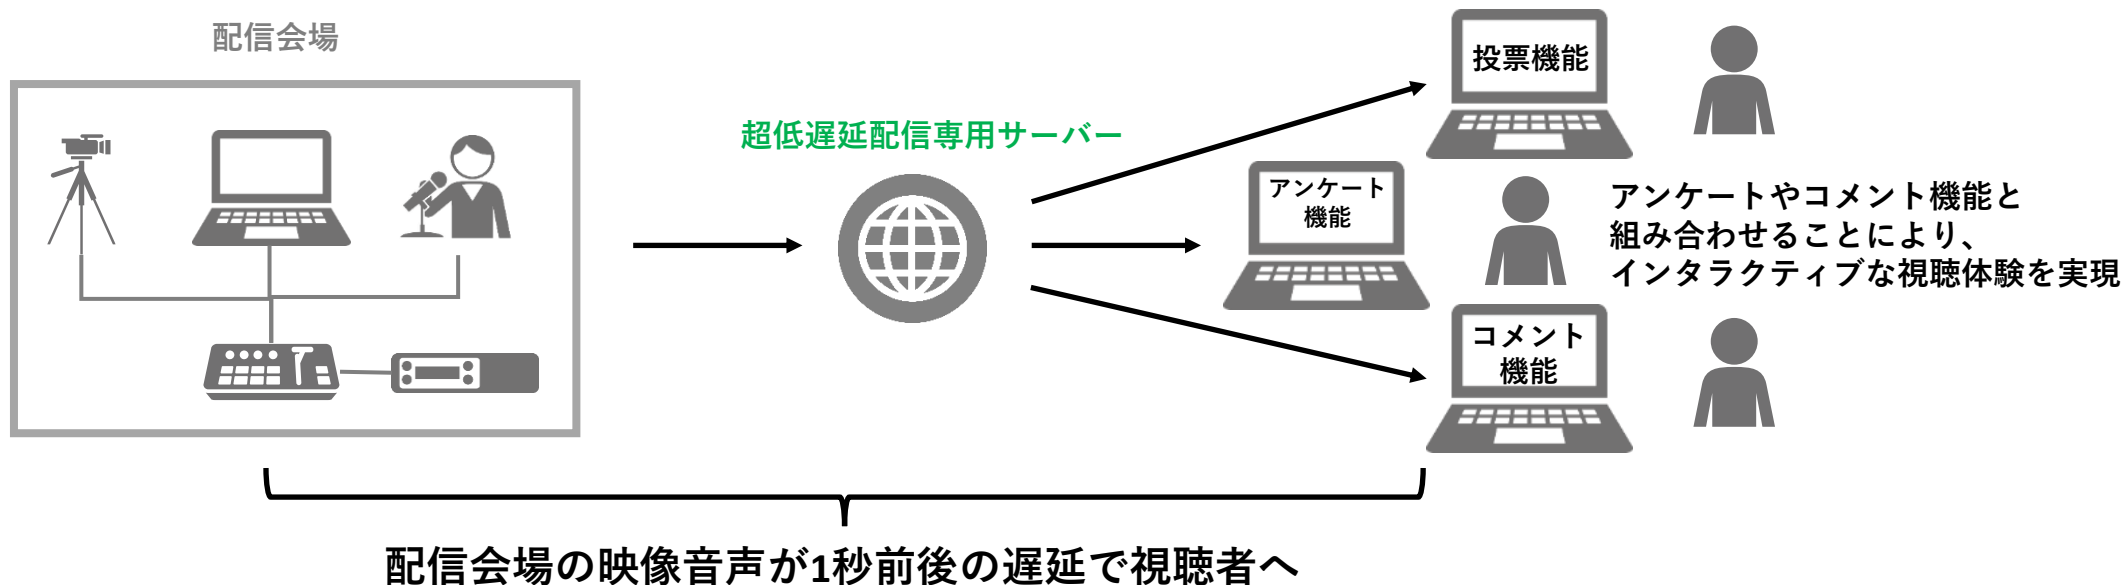 配信会場
超低遅延配信専用サーバー
投票機能
アンケート
機能
アンケートやコメント機能と
組み合わせることにより、
インタラクティブな視聴体験を実現
コメント
機能
配信会場の映像音声が1秒前後の遅延で視聴者へ